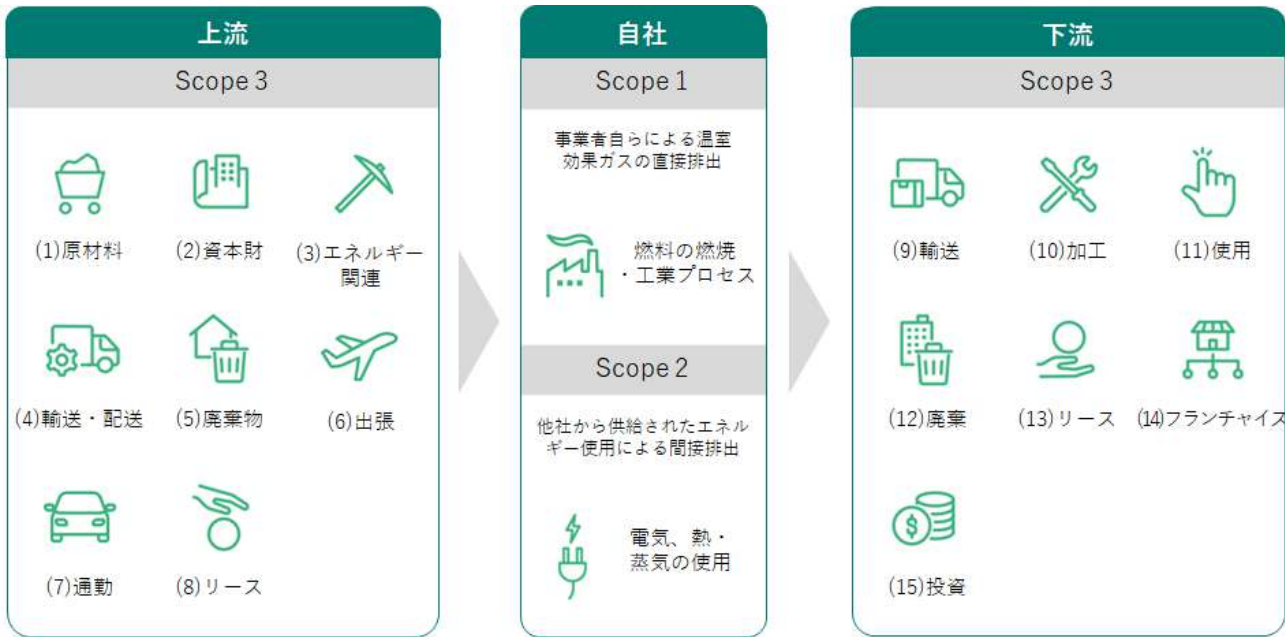 上流
Scope 3
(1)原材料
(2)資本財
(3)エネルギー
関連
(4)輸送・配送
(5)廃棄物
(6)出張
(7)通勤
(8)リース
自社
Scope 1
事業者自らによる温室
効果ガスの直接排出
燃料の燃焼
・工業プロセス
Scope 2
他社から供給されたエネル
ギー使用による間接排出
電気、熱・
蒸気の使用
下流
Scope 3
(9)輸送
(10)加工
(11)使用
(12)廃棄
(13)リース
(14)フランチャイズ
(15)投資
$